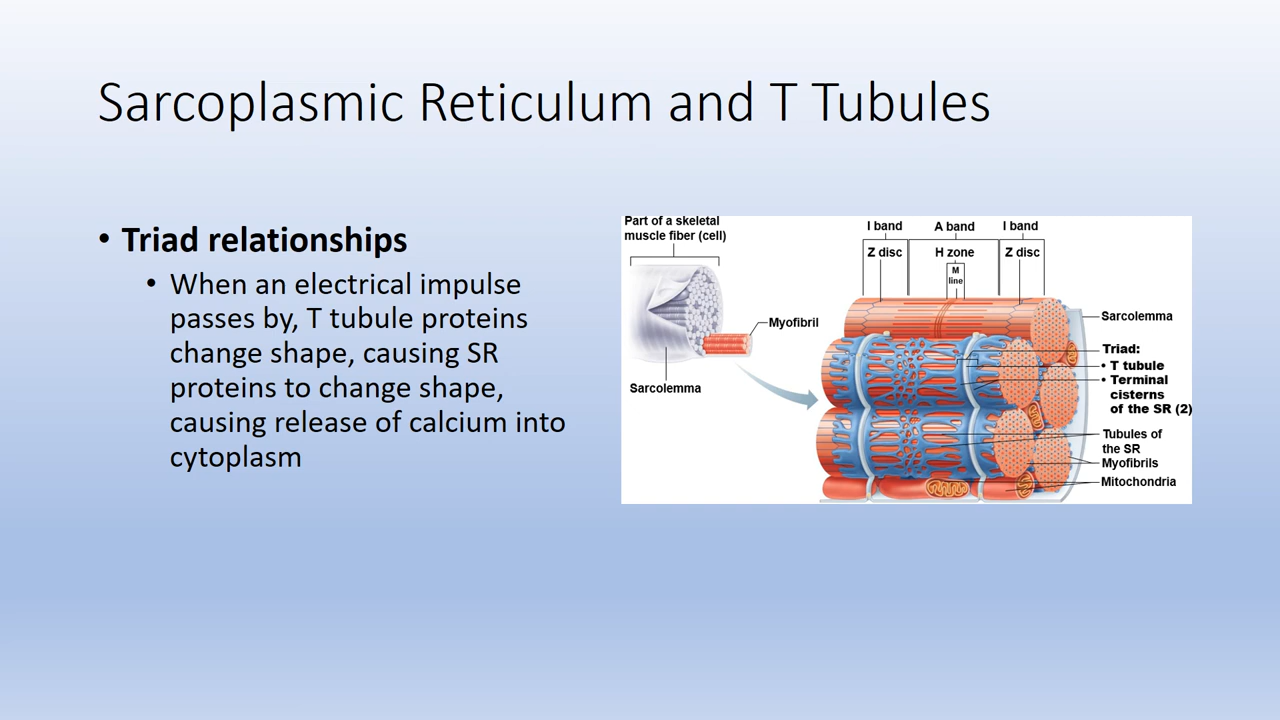 Sarcoplasmic Reticulum and T Tubules
• Triad relationships
• When an electrical impulse
passes by, T tubule proteins
change shape, causing SR
proteins to change shape,
causing release of calcium into
cytoplasm
Part of a skeletal
muscle fiber (cell)
Myofibril
Sarcolemma
I band
A band
I band
Z disc
H zone
Z disc
M
line
Sarcolemma
Triad:
• T tubule
• Terminal
cisterns
of the SR (2)
Tubules of
the SR
Myofibrils
Mitochondria